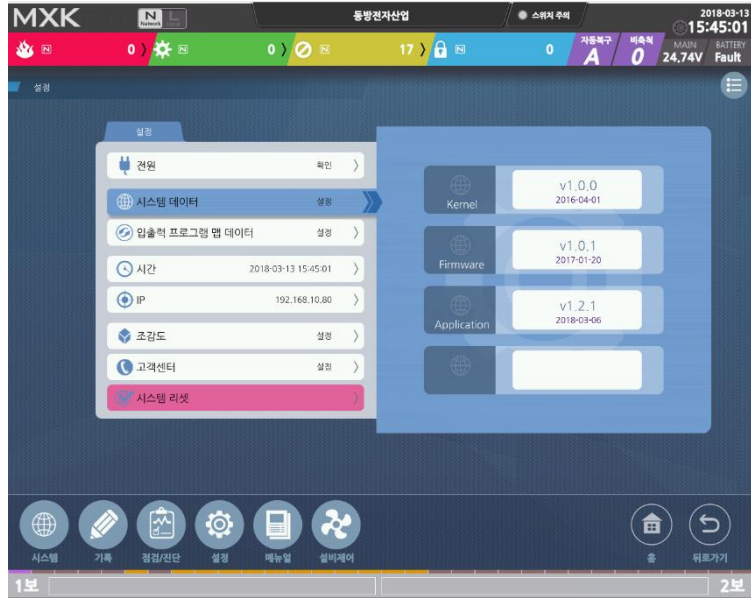 MXK
N
Network
L
동방전자산업
스위치 주의
2018-03-13
15:45:01
N
0
N
0
N
17
N
0
자동복구
A
비축적
0
MAIN
24.74V
BATTERY
Fault
설정
설정
전원 확인
시스템 데이터 설정
입출력 프로그램 맵 데이터 설정
시간 2018-03-13 15:45:01
IP 192.168.10.80
조감도 설정
고객센터 설정
시스템 리셋
Kernel
v1.0.0
2016-04-01
Firmware
v1.0.1
2017-01-20
Application
v1.2.1
2018-03-06
시스템
기록
점검/진단
설정
메뉴얼
설비제어
홈
뒤로가기
1보
2보